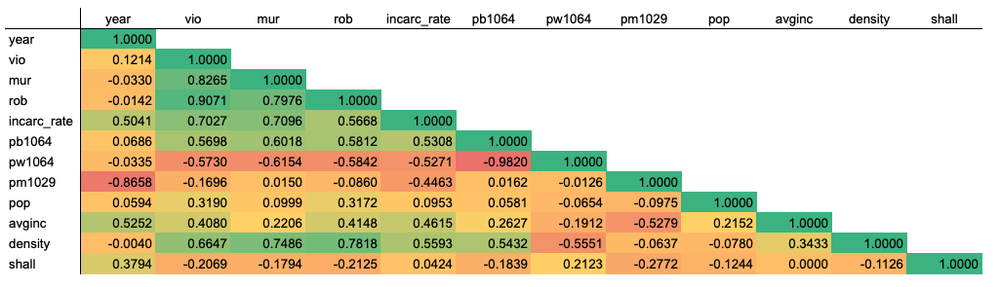 year vio mur rob incarc_rate pb1064 pw1064 pm1029 pop avginc density shall
year 1.0000
vio 0.1214 1.0000
mur -0.0330 0.8265 1.0000
rob -0.0142 0.9071 0.7976 1.0000
incarc_rate 0.5041 0.7027 0.7096 0.5668 1.0000
pb1064 0.0686 0.5698 0.6018 0.5812 0.5308 1.0000
pw1064 -0.0335 -0.5730 -0.6154 -0.5842 -0.5271 -0.9820 1.0000
pm1029 -0.8658 -0.1696 0.0150 -0.0860 -0.4463 0.0162 -0.0126 1.0000
pop 0.0594 0.3190 0.0999 0.3172 0.0953 0.0581 -0.0654 -0.0975 1.0000
avginc 0.5252 0.4080 0.2206 0.4148 0.4615 0.2627 -0.1912 -0.5279 0.2152 1.0000
density -0.0040 0.6647 0.7486 0.7818 0.5593 0.5432 -0.5551 -0.0637 -0.0780 0.3433 1.0000
shall 0.3794 -0.2069 -0.1794 -0.2125 0.0424 -0.1839 0.2123 -0.2772 -0.1244 0.0000 -0.1126 1.0000